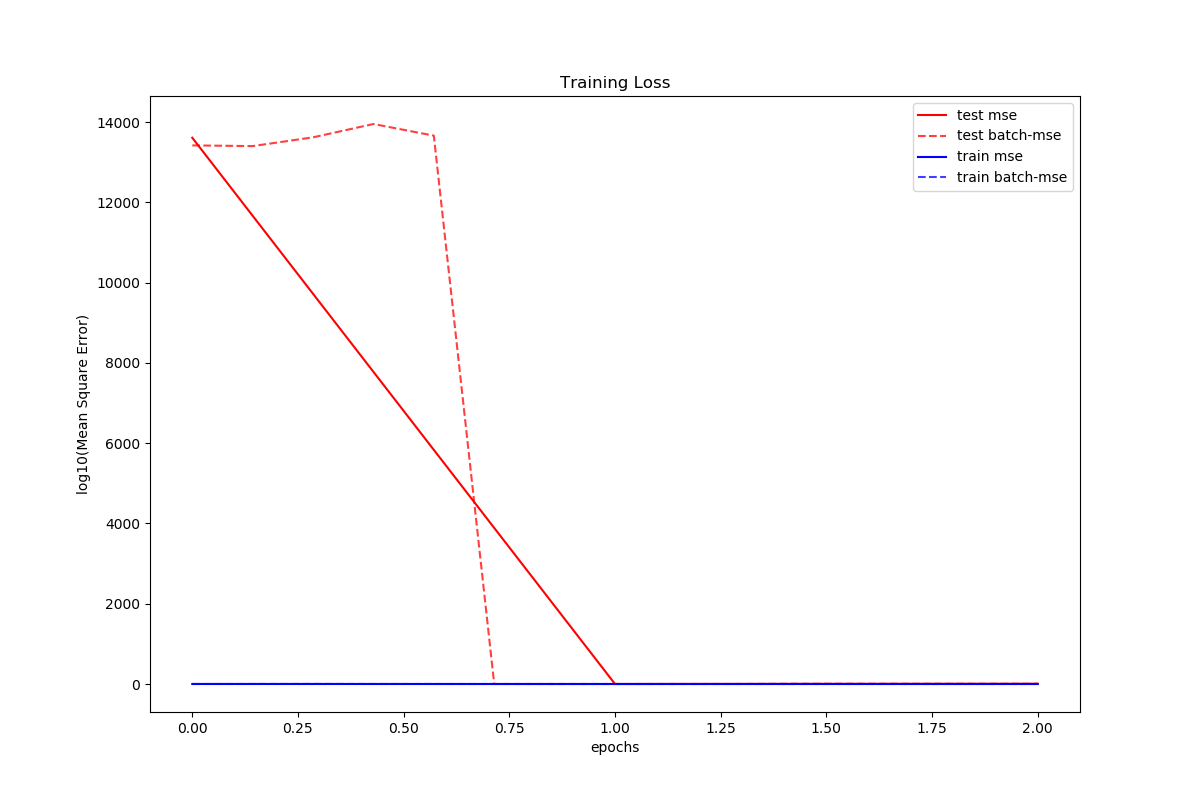 Training Loss
test mse
test batch-mse
train mse
train batch-mse
log10(Mean Square Error)
14000
12000
10000
8000
6000
4000
2000
0
0.00 0.25 0.50 0.75 1.00 1.25 1.50 1.75 2.00
epochs